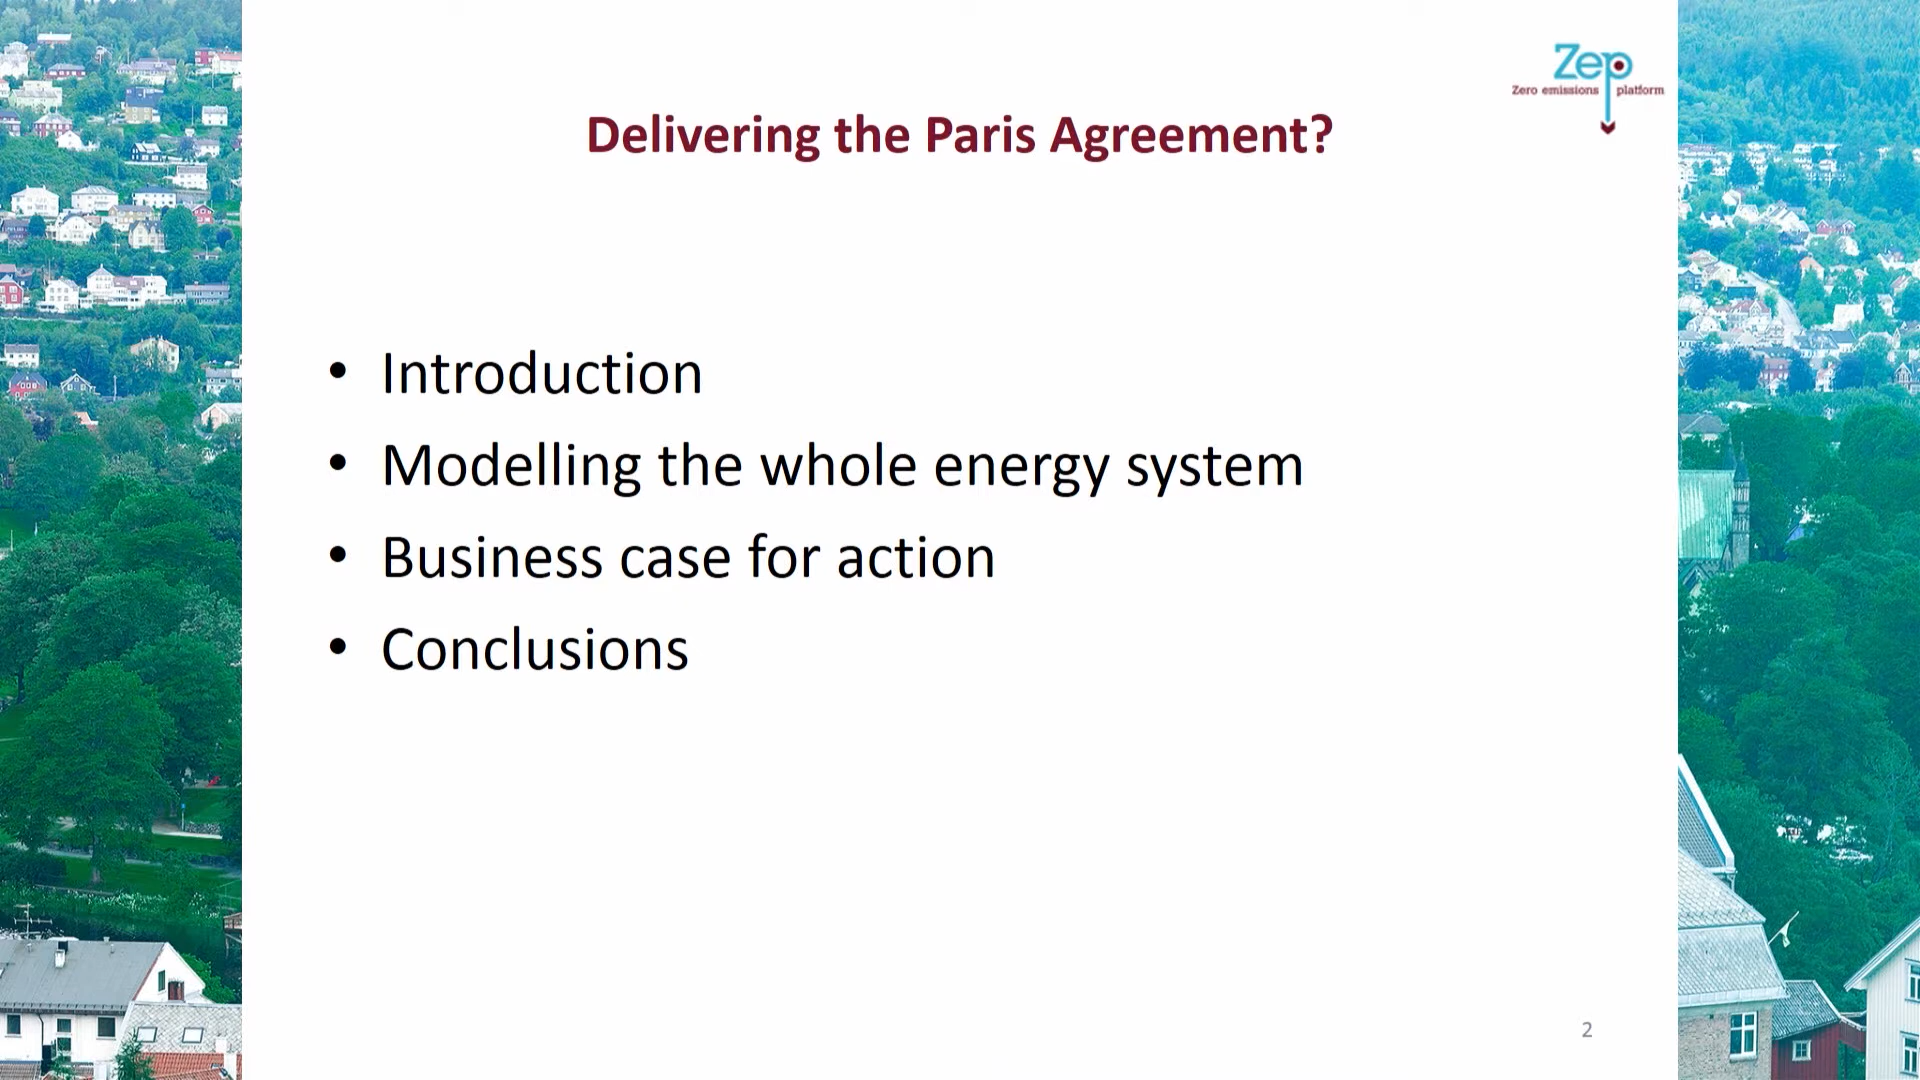 Zep
Zero emissions platform
Delivering the Paris Agreement?
• Introduction
• Modelling the whole energy system
• Business case for action
• Conclusions
2